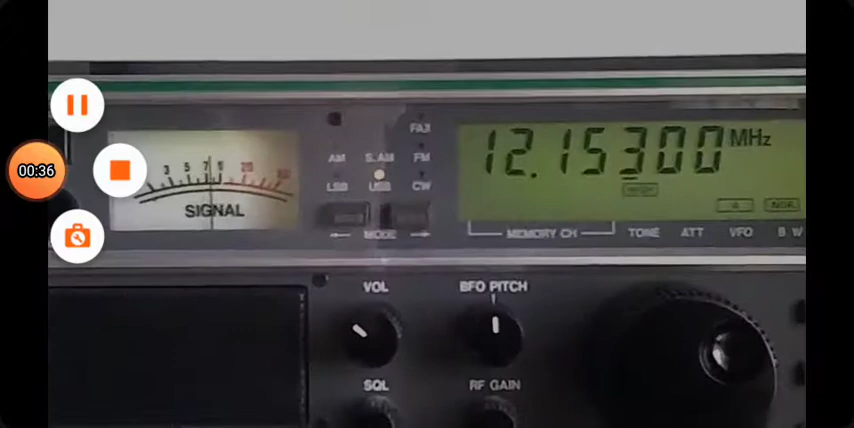 00:36
3 5 7 9 20
SIGNAL
FAX
AM S.AM FM
LSB USB CW
MODE
12.15300 MHz
A
NOR
MEMORY CH TONE ATT VFO B W
VOL BFO PITCH
SQL RF GAIN